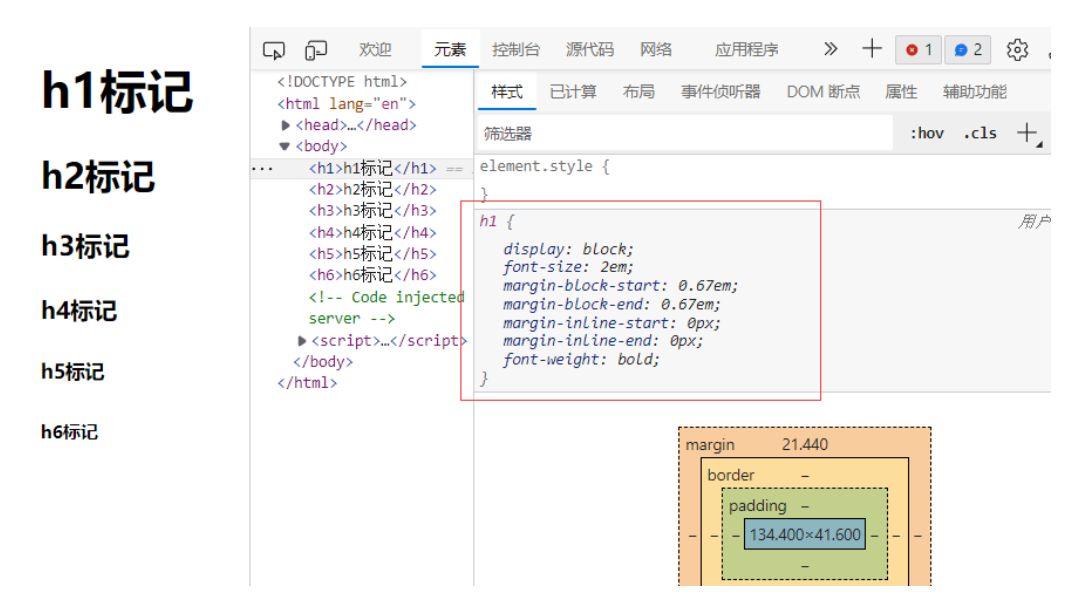 h1标记
h2标记
h3标记
h4标记
h5标记
h6标记
欢迎 元素 控制台 源代码 网络 应用程序 » + 1 2
<!DOCTYPE html>
<html lang="en">
<head>…</head>
<body>
··· <h1>h1标记</h1> ==
<h2>h2标记</h2>
<h3>h3标记</h3>
<h4>h4标记</h4>
<h5>h5标记</h5>
<h6>h6标记</h6>
<!-- Code injected
server -->
<script>…</script>
</body>
</html>
样式 已计算 布局 事件侦听器 DOM 断点 属性 辅助功能
筛选器 :hov .cls +
element.style {
}
h1 { 用户
display: block;
font-size: 2em;
margin-block-start: 0.67em;
margin-block-end: 0.67em;
margin-inline-start: 0px;
margin-inline-end: 0px;
font-weight: bold;
}
margin 21.440
border –
padding –
– – – 134.400×41.600 – – –
–